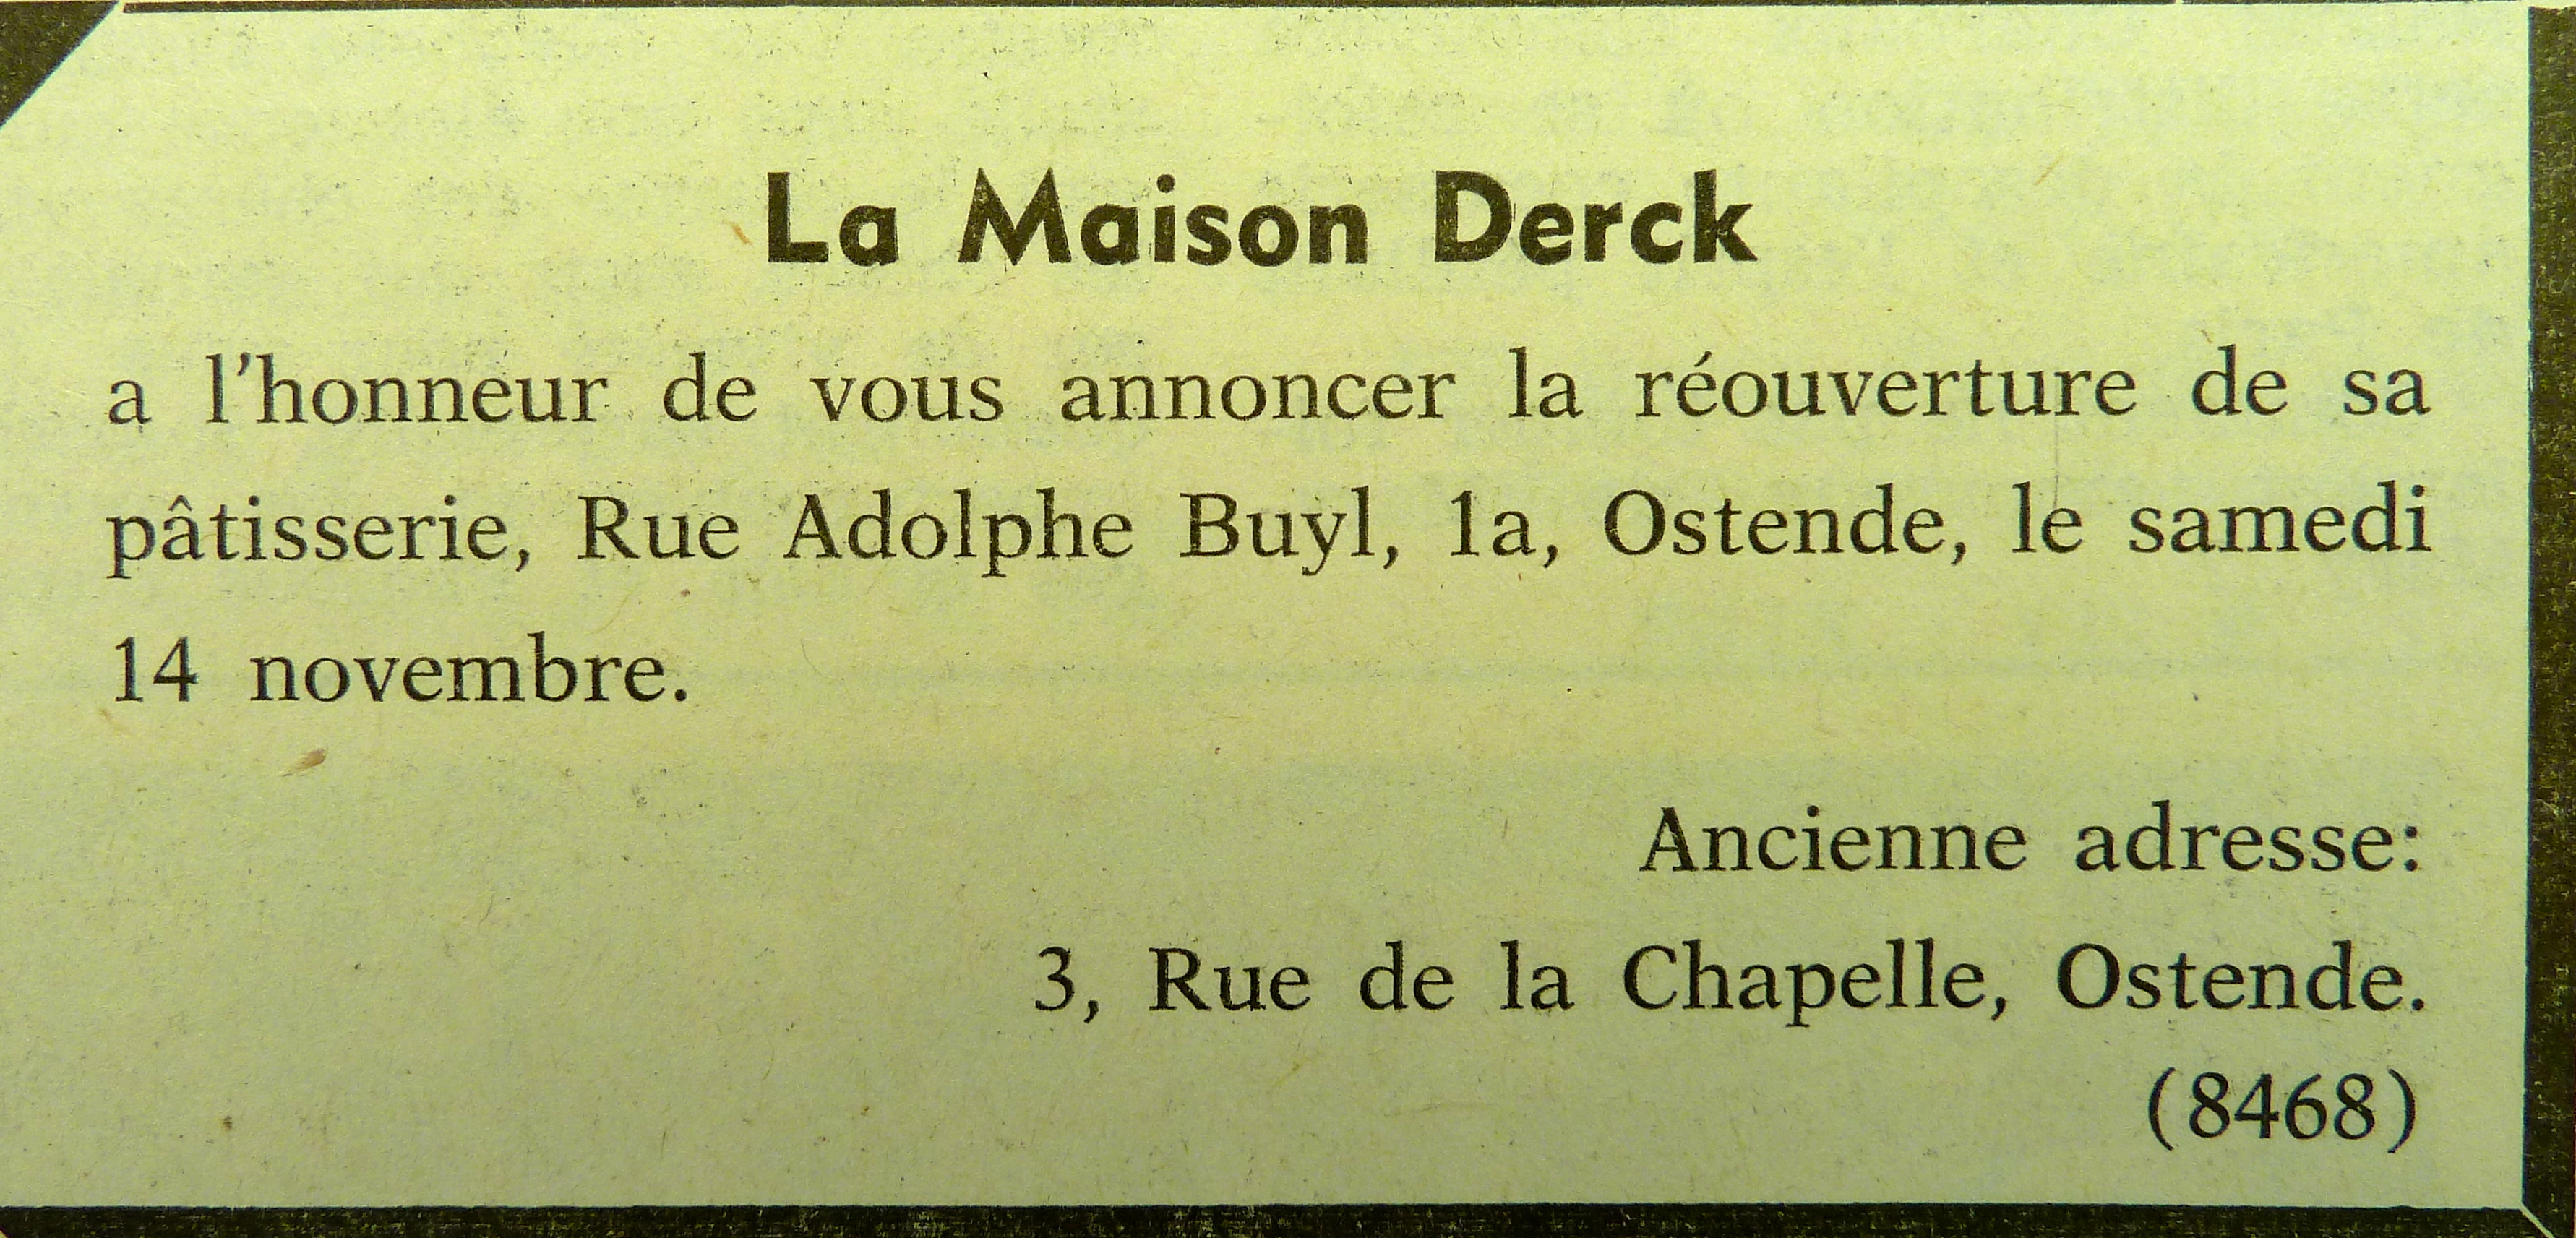 La Maison Derck
a l'honneur de vous annoncer la réouverture de sa
pâtisserie, Rue Adolphe Buyl, 1a, Ostende, le samedi
14 novembre.
Ancienne adresse:
3, Rue de la Chapelle, Ostende.
(8468)